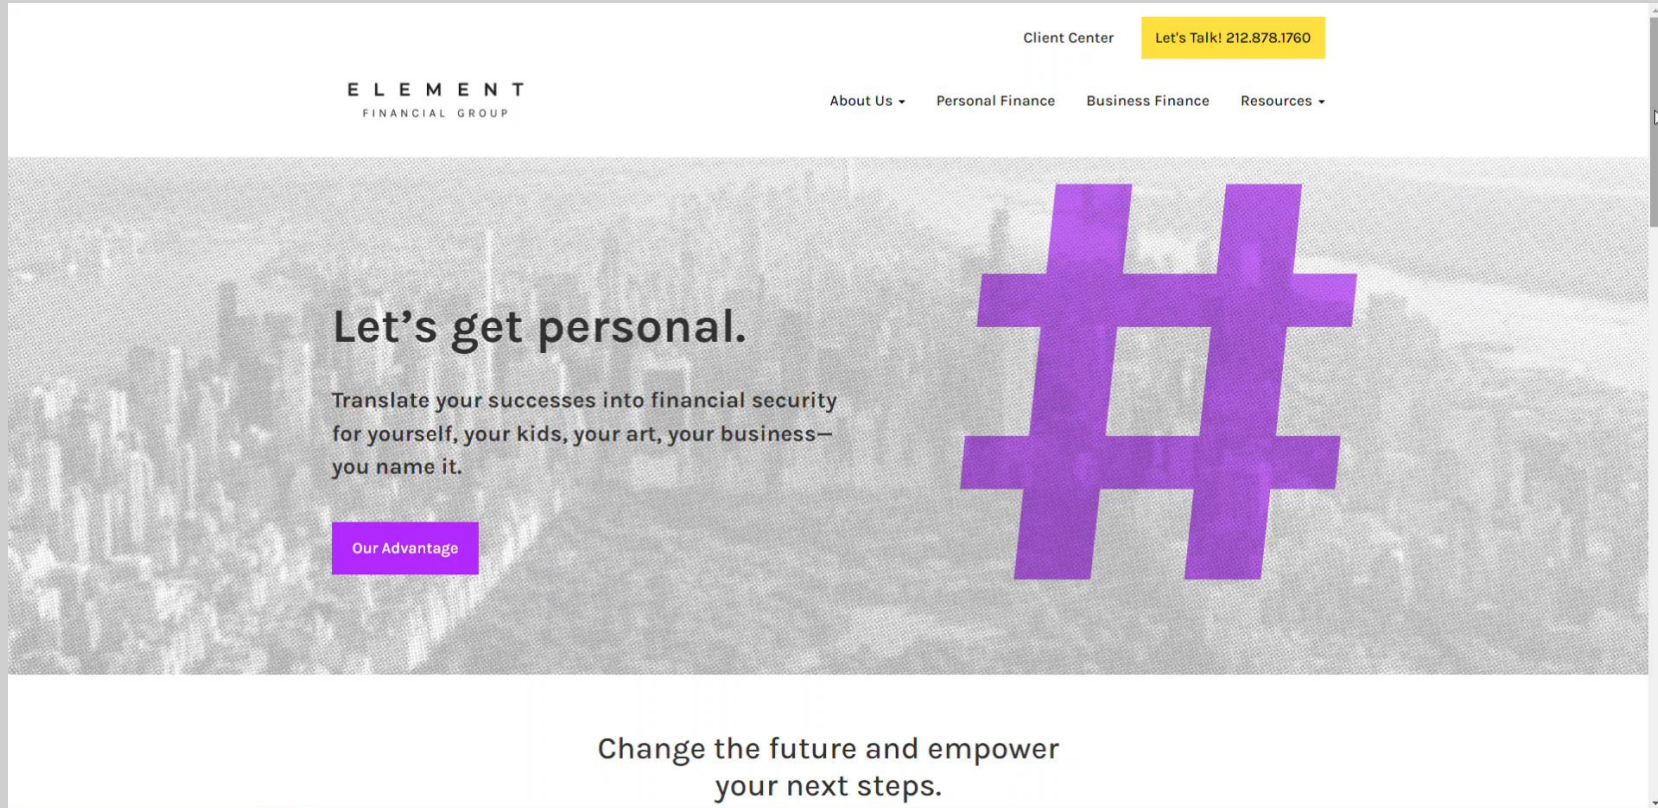 Client Center
Let's Talk! 212.878.1760
ELEMENT
FINANCIAL GROUP
About Us
Personal Finance
Business Finance
Resources
#
Let’s get personal.
Translate your successes into financial security
for yourself, your kids, your art, your business—
you name it.
Our Advantage
Change the future and empower
your next steps.